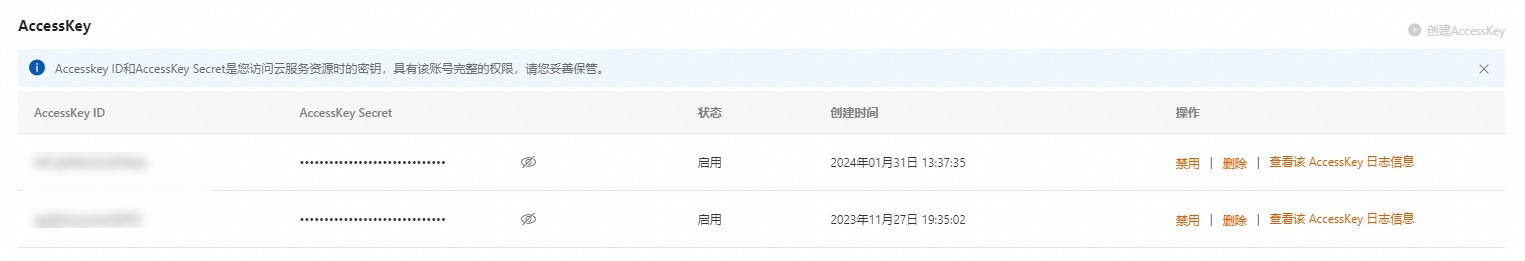 AccessKey
创建AccessKey
Accesskey ID和AccessKey Secret是您访问云服务资源时的密钥，具有该账号完整的权限，请您妥善保管。
AccessKey ID AccessKey Secret 状态 创建时间 操作
•••••••••••••••••••••••••••••• 启用 2024年01月31日 13:37:35 禁用 | 删除 | 查看该 AccessKey 日志信息
•••••••••••••••••••••••••••••• 启用 2023年11月27日 19:35:02 禁用 | 删除 | 查看该 AccessKey 日志信息